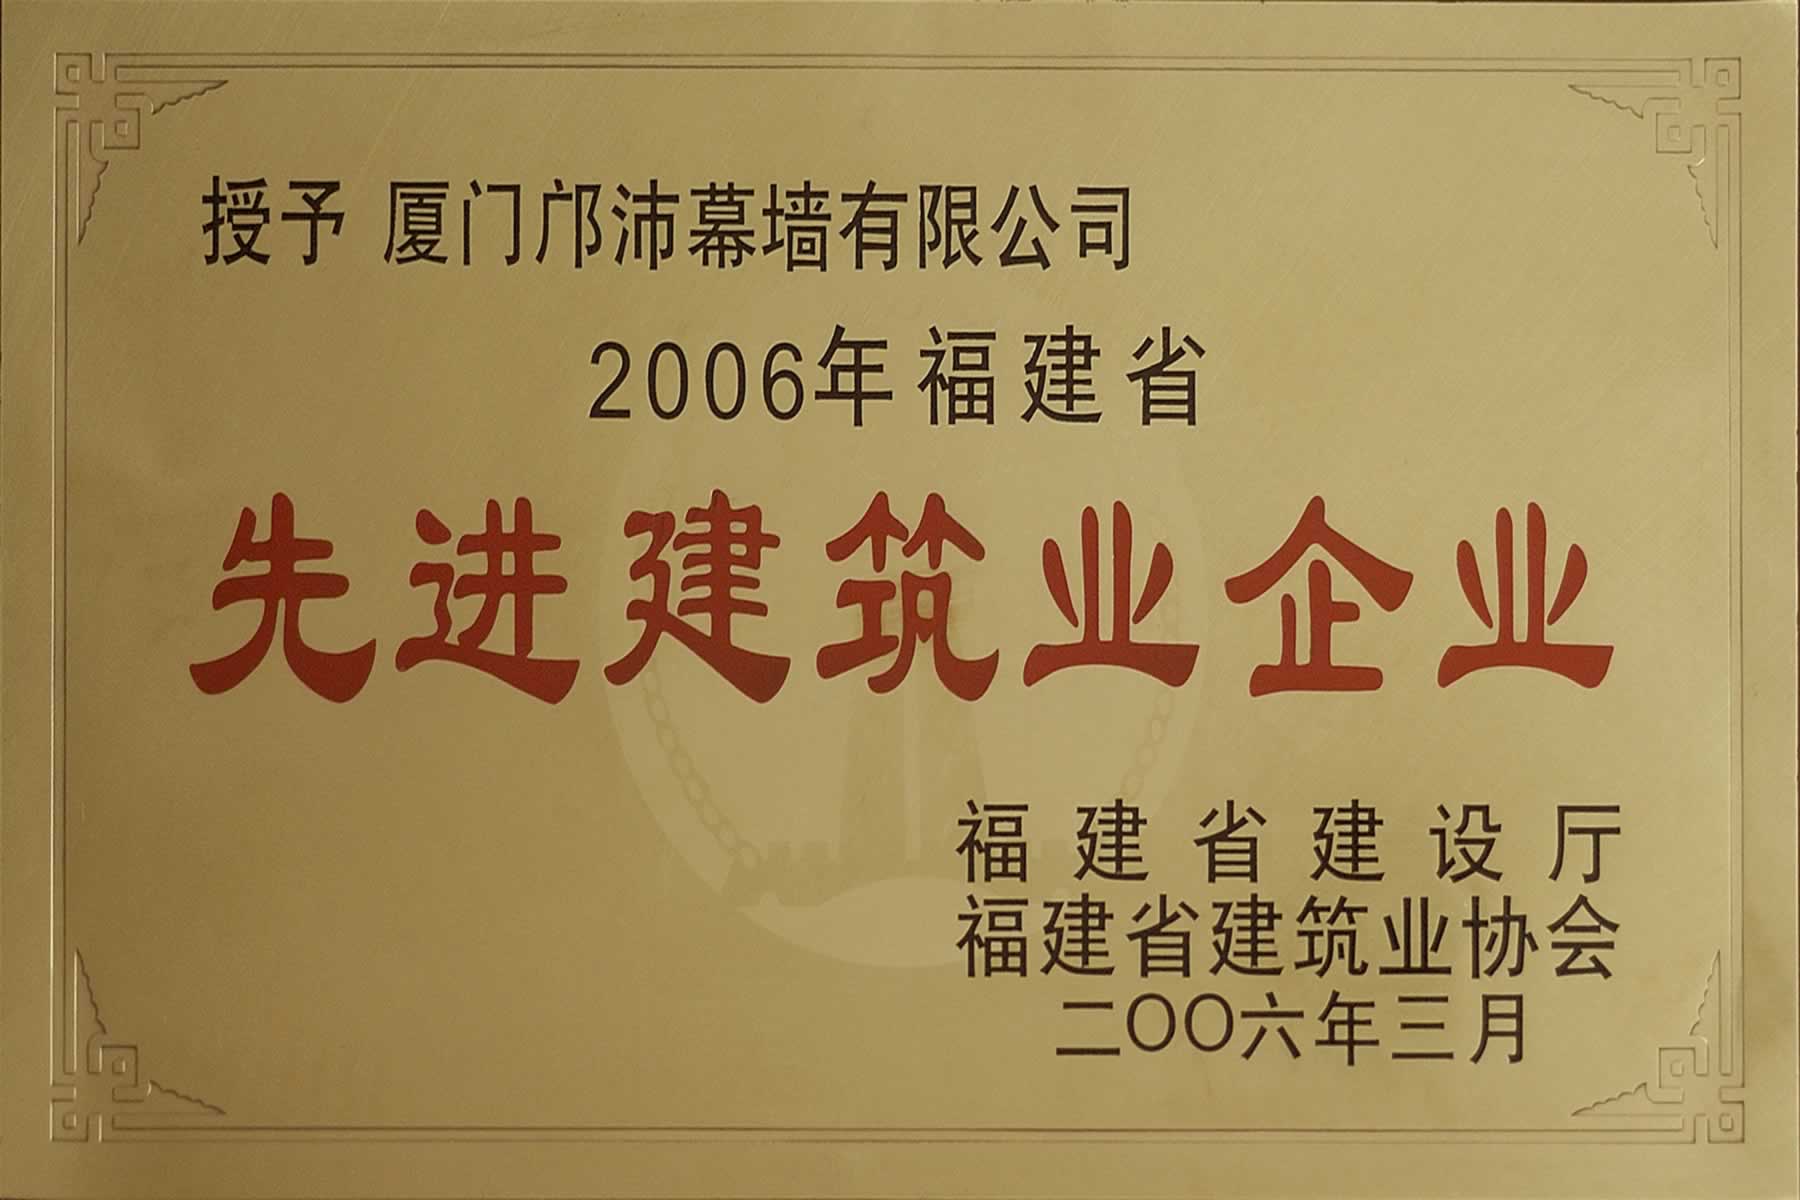 授予 厦门邝沛幕墙有限公司
2006年福建省
先进建筑业企业
福建省建设厅
福建省建筑业协会
二〇〇六年三月